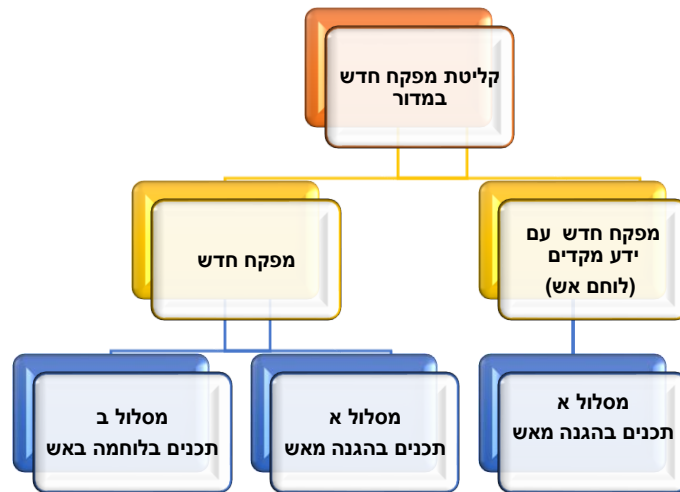 קליטת מפקח חדש
במדור
מפקח חדש עם
ידע מקדים
(לוחם אש)
מפקח חדש
מסלול א
תכנים בהגנה מאש
מסלול א
תכנים בהגנה מאש
מסלול ב
תכנים בלוחמה באש